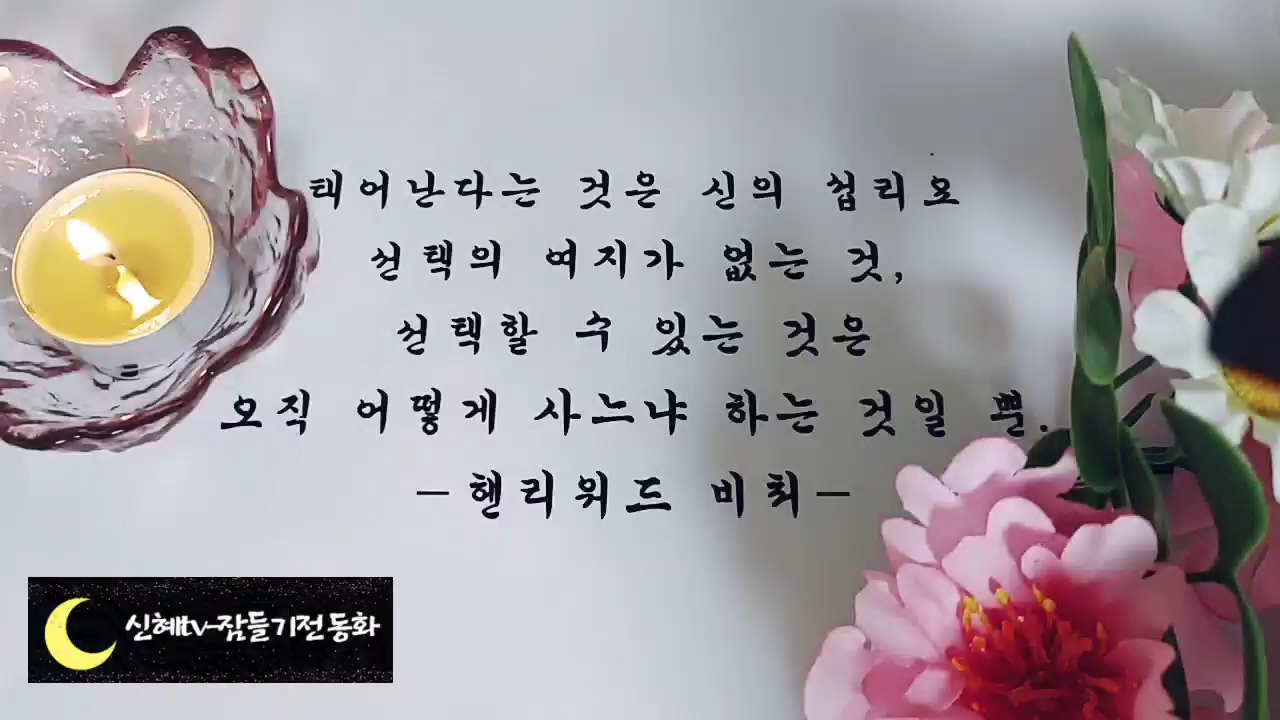 태어난다는 것은 신의 섭리오
선택의 여지가 없는 것,
선택할 수 있는 것은
오직 어떻게 사느냐 하는 것일 뿐.
-헨리워드 비쳐-
신혜tv-잠들기전 동화